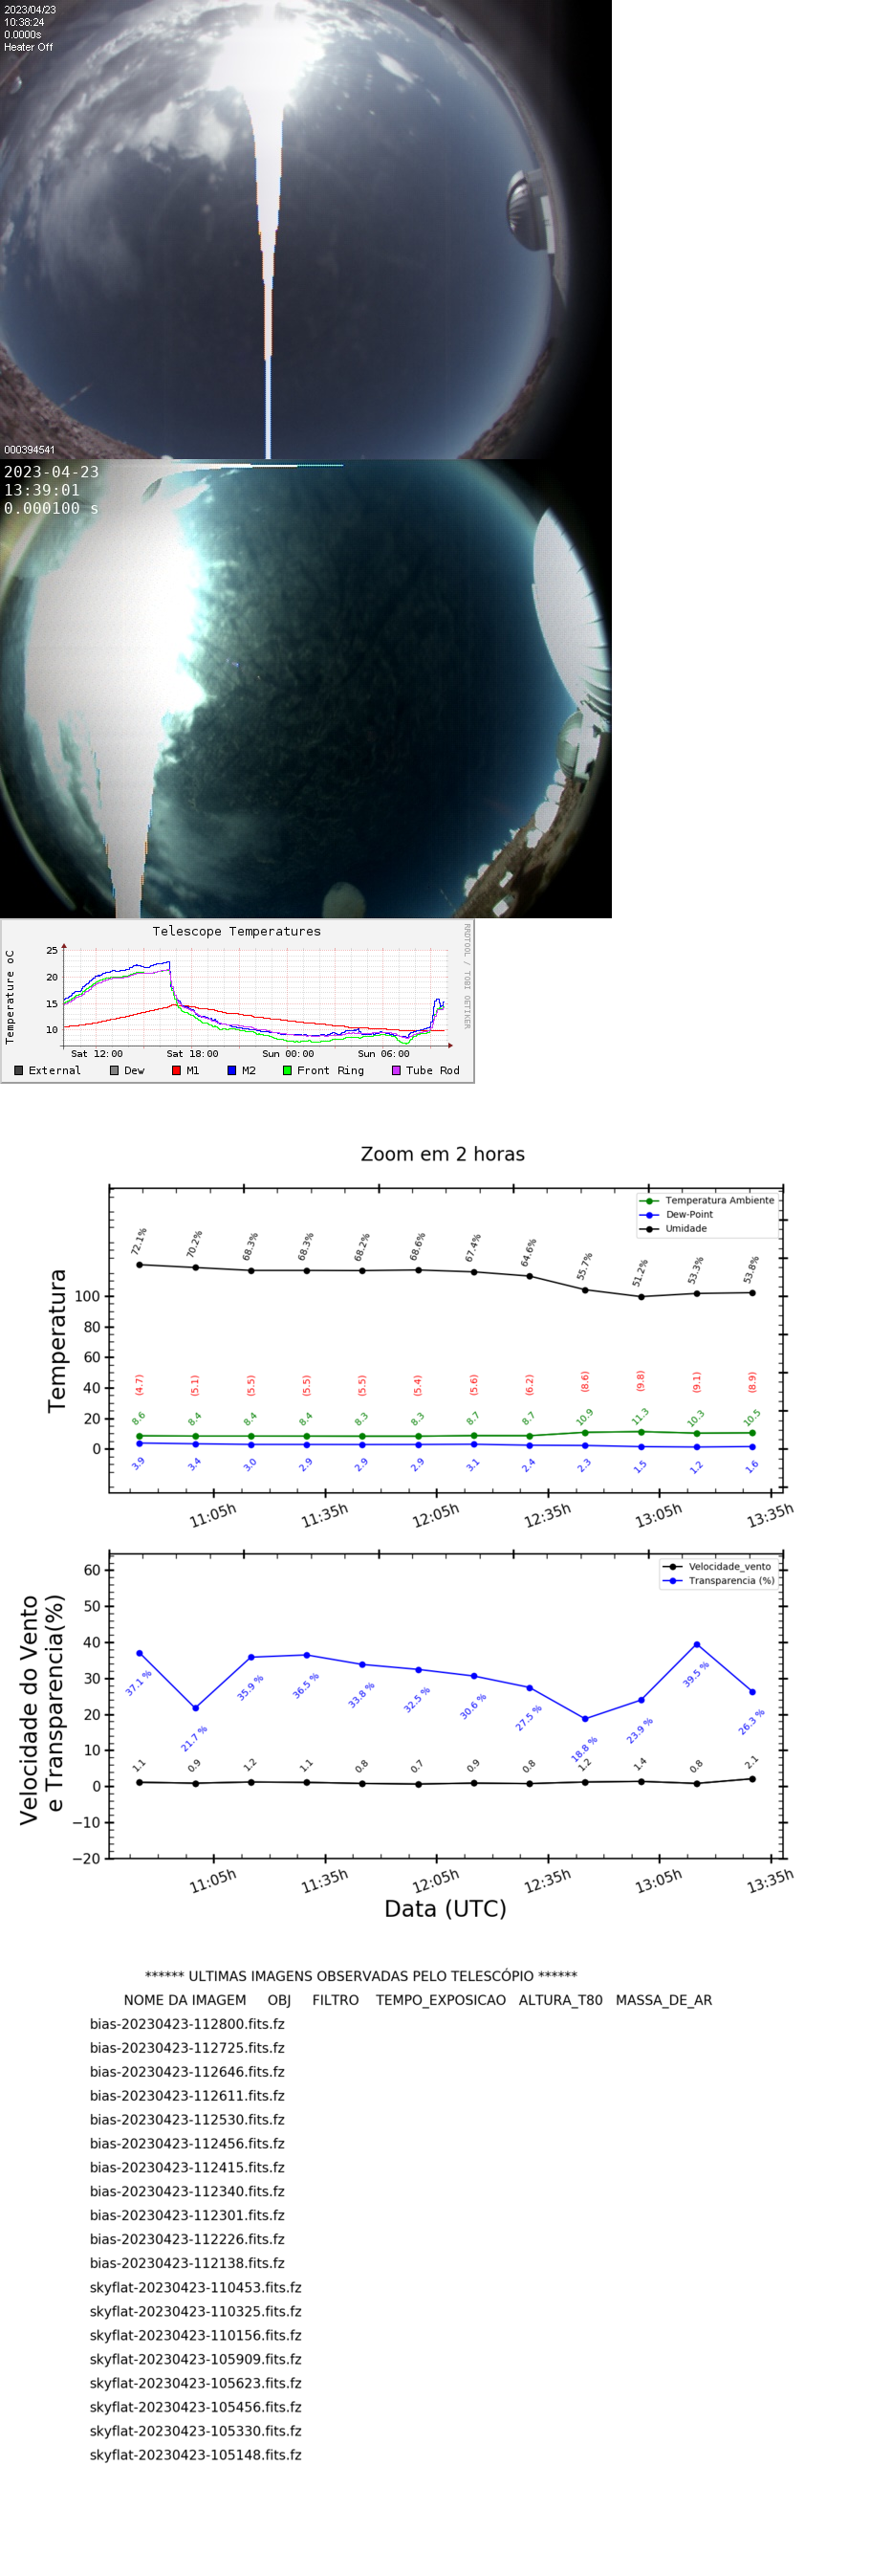 2023/04/23
10:38:24
0.0000s
Heater Off
000394541
2023-04-23
13:39:01
0.000100 s
Telescope Temperatures
RRDTOOL / TOBI OETIKER
Temperature oC
25
20
15
10
Sat 12:00 Sat 18:00 Sun 00:00 Sun 06:00
External Dew M1 M2 Front Ring Tube Rod
Zoom em 2 horas
Temperatura Ambiente
Dew-Point
Umidade
72.1% 70.2% 68.3% 68.3% 68.2% 68.6% 67.4% 64.6% 55.7% 51.2% 53.3% 53.8%
Temperatura
100
80
60
40
20
0
(4.7) (5.1) (5.5) (5.5) (5.5) (5.4) (5.6) (6.2) (8.6) (9.8) (9.1) (8.9)
8.6 8.4 8.4 8.4 8.3 8.3 8.7 8.7 10.9 11.3 10.3 10.5
3.9 3.4 3.0 2.9 2.9 2.9 3.1 2.4 2.3 1.5 1.2 1.6
11:05h 11:35h 12:05h 12:35h 13:05h 13:35h
Velocidade_vento
Transparencia (%)
Velocidade do Vento
e Transparencia(%)
60
50
40
30
20
10
0
−10
−20
37.1 % 21.7 % 35.9 % 36.5 % 33.8 % 32.5 % 30.6 % 27.5 % 18.8 % 23.9 % 39.5 % 26.3 %
1.1 0.9 1.2 1.1 0.8 0.7 0.9 0.8 1.2 1.4 0.8 2.1
11:05h 11:35h 12:05h 12:35h 13:05h 13:35h
Data (UTC)
****** ULTIMAS IMAGENS OBSERVADAS PELO TELESCÓPIO ******
NOME DA IMAGEM OBJ FILTRO TEMPO_EXPOSICAO ALTURA_T80 MASSA_DE_AR
bias-20230423-112800.fits.fz
bias-20230423-112725.fits.fz
bias-20230423-112646.fits.fz
bias-20230423-112611.fits.fz
bias-20230423-112530.fits.fz
bias-20230423-112456.fits.fz
bias-20230423-112415.fits.fz
bias-20230423-112340.fits.fz
bias-20230423-112301.fits.fz
bias-20230423-112226.fits.fz
bias-20230423-112138.fits.fz
skyflat-20230423-110453.fits.fz
skyflat-20230423-110325.fits.fz
skyflat-20230423-110156.fits.fz
skyflat-20230423-105909.fits.fz
skyflat-20230423-105623.fits.fz
skyflat-20230423-105456.fits.fz
skyflat-20230423-105330.fits.fz
skyflat-20230423-105148.fits.fz